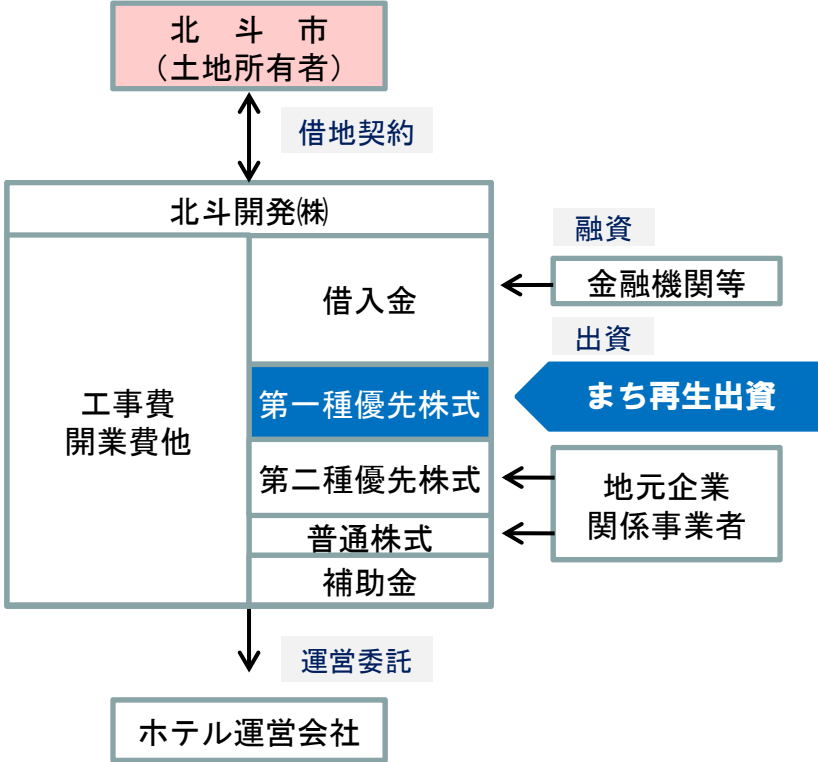 北　斗　市
（土地所有者）
借地契約
北斗開発㈱
融資
借入金
金融機関等
出資
工事費
開業費他
第一種優先株式
まち再生出資
第二種優先株式
地元企業
関係事業者
普通株式
補助金
運営委託
ホテル運営会社